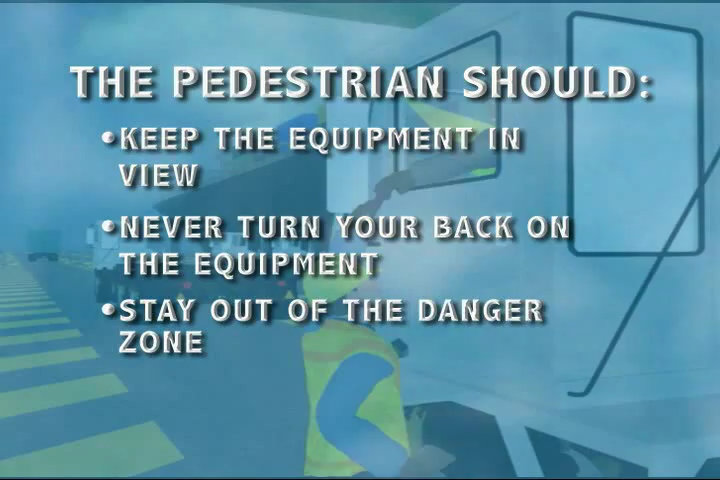 THE PEDESTRIAN SHOULD:
•KEEP THE EQUIPMENT IN
VIEW
•NEVER TURN YOUR BACK ON
THE EQUIPMENT
•STAY OUT OF THE DANGER
ZONE